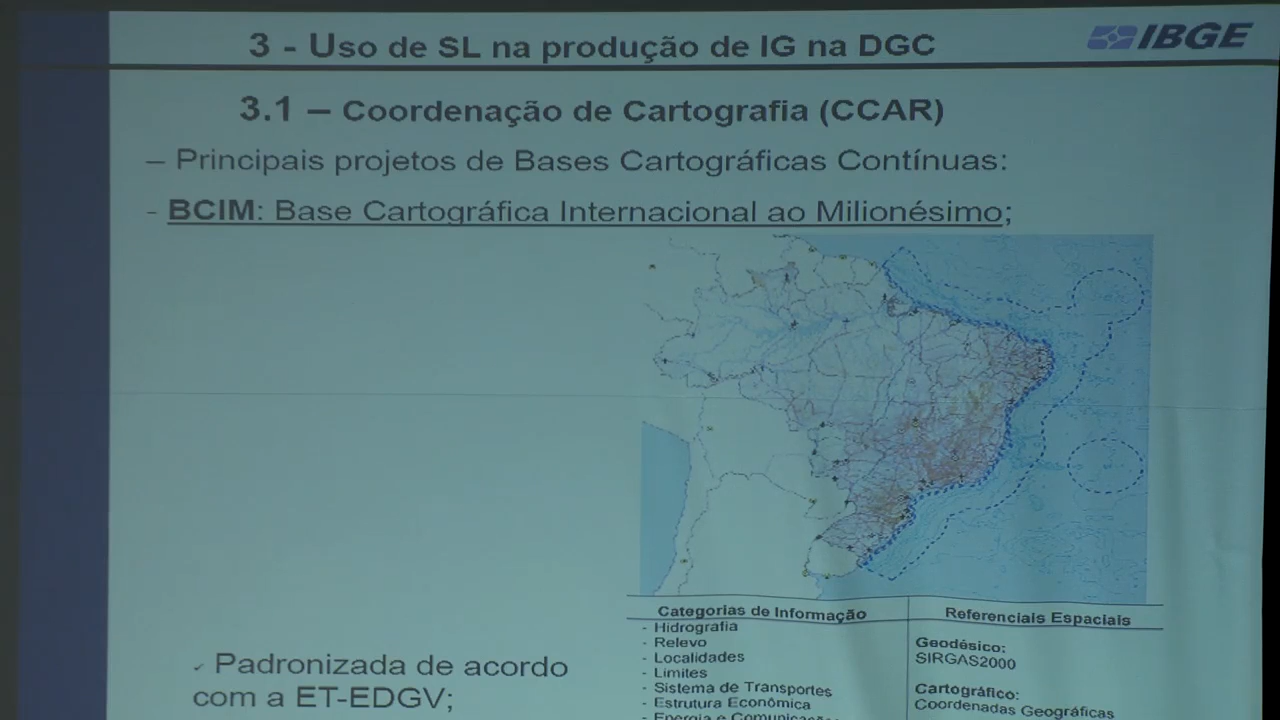 3 - Uso de SL na produção de IG na DGC
IBGE
3.1 – Coordenação de Cartografia (CCAR)
– Principais projetos de Bases Cartográficas Contínuas:
- BCIM: Base Cartográfica Internacional ao Milionésimo;
Categorias de Informação
- Hidrografia
- Relevo
- Localidades
- Limites
- Sistema de Transportes
- Estrutura Econômica
- Energia e Comunicações
Referenciais Espaciais
Geodésico:
SIRGAS2000
Cartográfico:
Coordenadas Geográficas
✓ Padronizada de acordo
com a ET-EDGV;